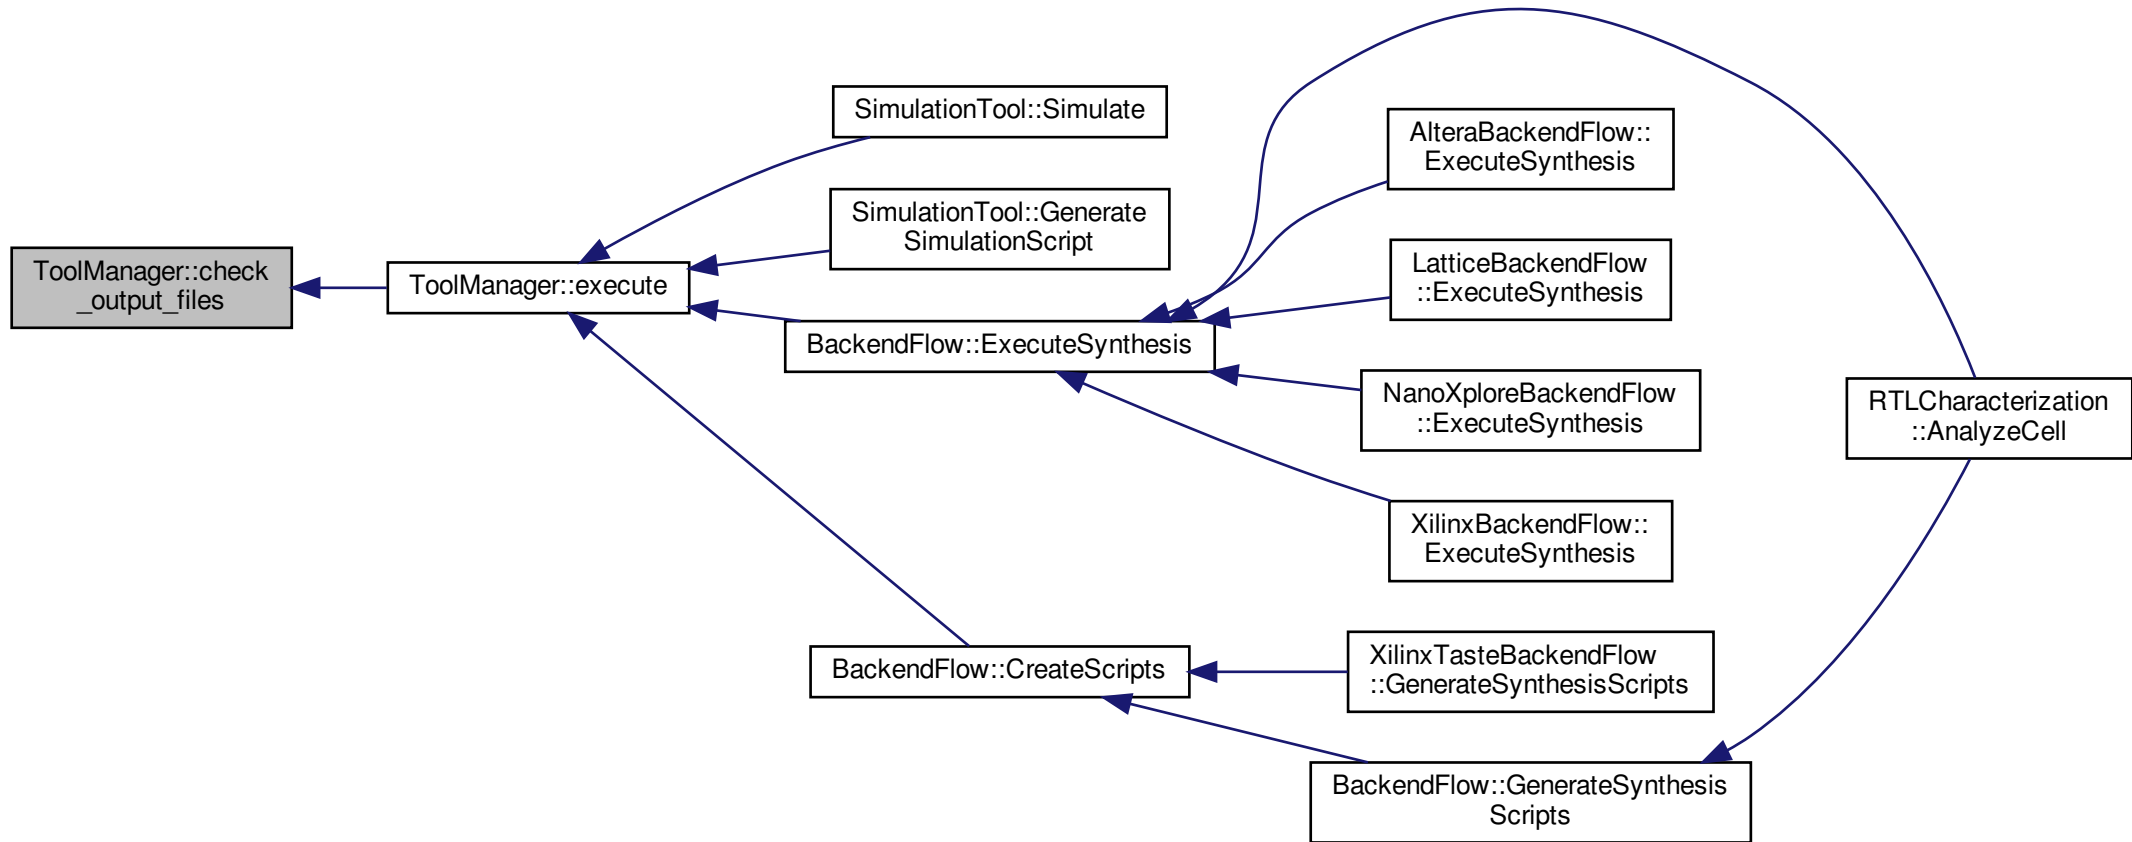 ToolManager::check
_output_files
ToolManager::execute
SimulationTool::Simulate
SimulationTool::Generate
SimulationScript
BackendFlow::ExecuteSynthesis
AlteraBackendFlow::
ExecuteSynthesis
LatticeBackendFlow
::ExecuteSynthesis
NanoXploreBackendFlow
::ExecuteSynthesis
XilinxBackendFlow::
ExecuteSynthesis
RTLCharacterization
::AnalyzeCell
BackendFlow::CreateScripts
XilinxTasteBackendFlow
::GenerateSynthesisScripts
BackendFlow::GenerateSynthesis
Scripts